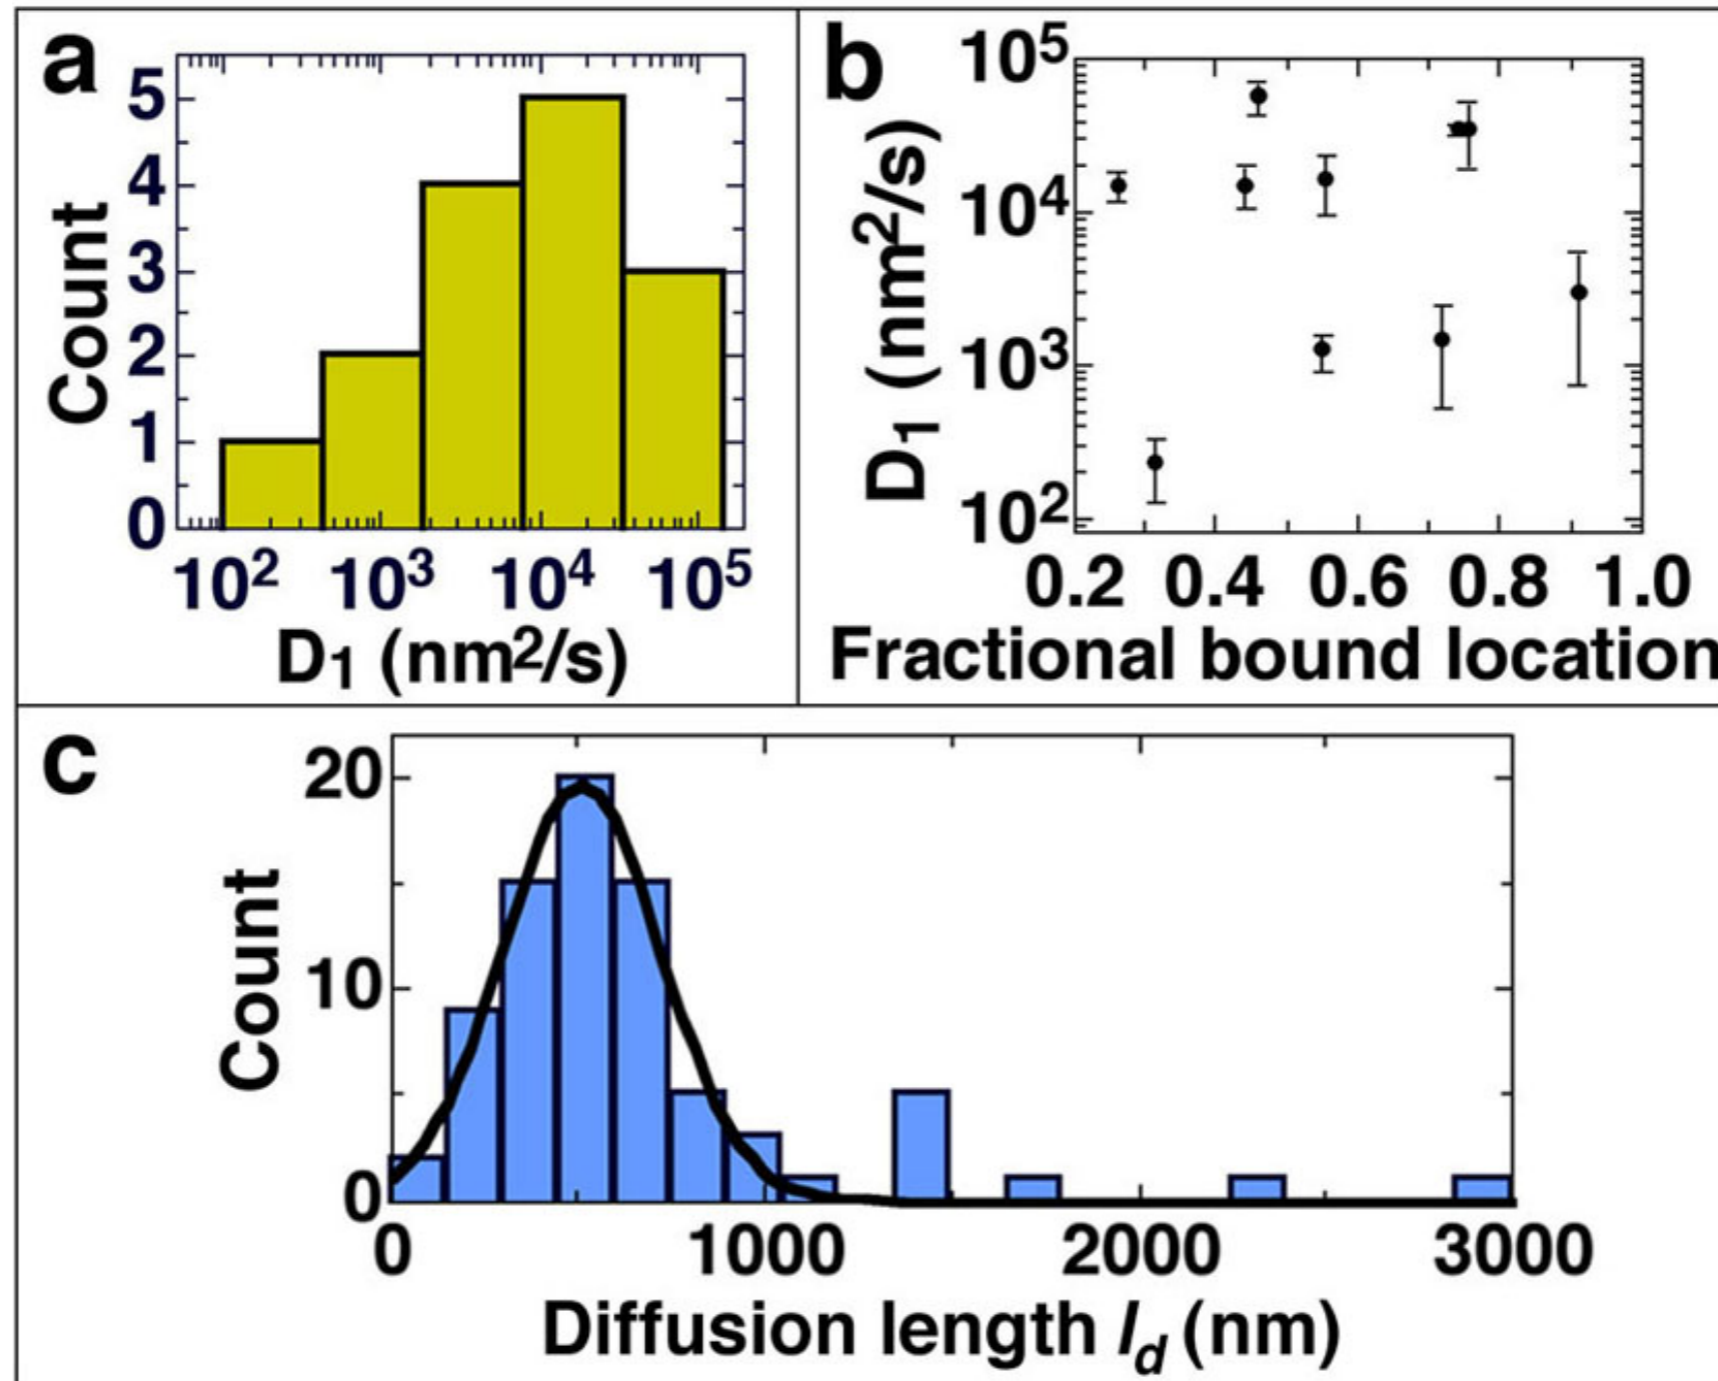 a
5
4
3
2
1
0
Count
10² 10³ 10⁴ 10⁵
D₁ (nm²/s)
b
10⁵
10⁴
10³
10²
D₁ (nm²/s)
0.2 0.4 0.6 0.8 1.0
Fractional bound location
c
20
10
0
Count
0 1000 2000 3000
Diffusion length l_d (nm)